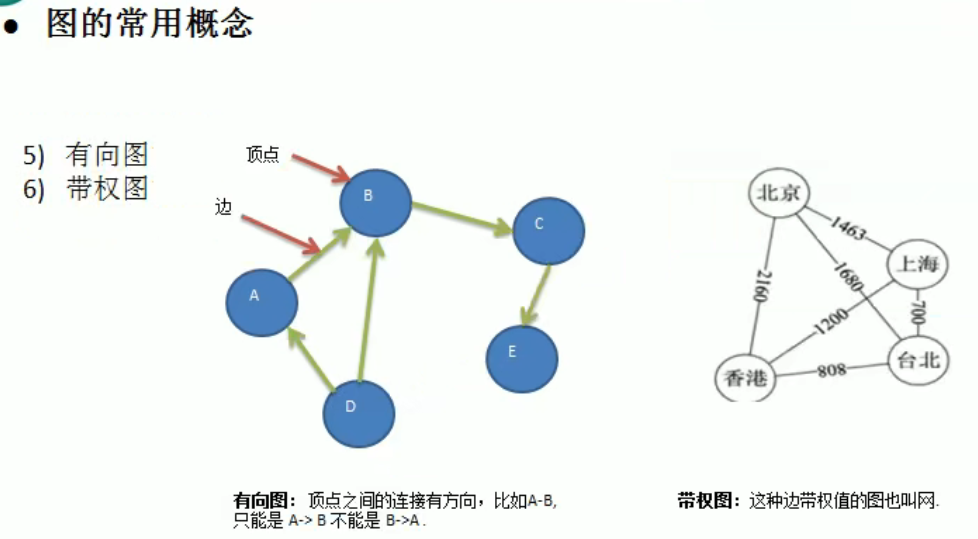 ● 图的常用概念
5) 有向图
6) 带权图
顶点
边
B
C
A
E
D
北京
1463
上海
2160
1680
700
1200
台北
香港
808
有向图：顶点之间的连接有方向，比如A-B,
只能是 A-> B 不能是 B->A .
带权图：这种边带权值的图也叫网.